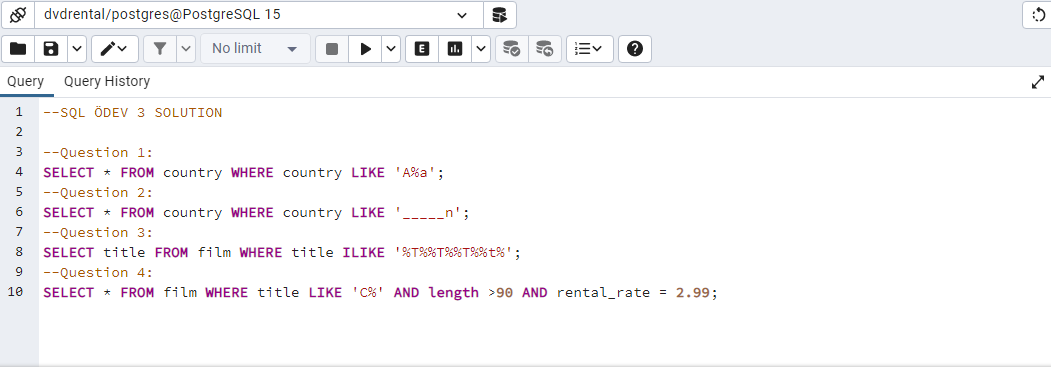 dvdrental/postgres@PostgreSQL 15
No limit
E
Query Query History
1 --SQL ÖDEV 3 SOLUTION
2
3 --Question 1:
4 SELECT * FROM country WHERE country LIKE 'A%a';
5 --Question 2:
6 SELECT * FROM country WHERE country LIKE '_____n';
7 --Question 3:
8 SELECT title FROM film WHERE title ILIKE '%T%%T%%T%%t%';
9 --Question 4:
10 SELECT * FROM film WHERE title LIKE 'C%' AND length >90 AND rental_rate = 2.99;